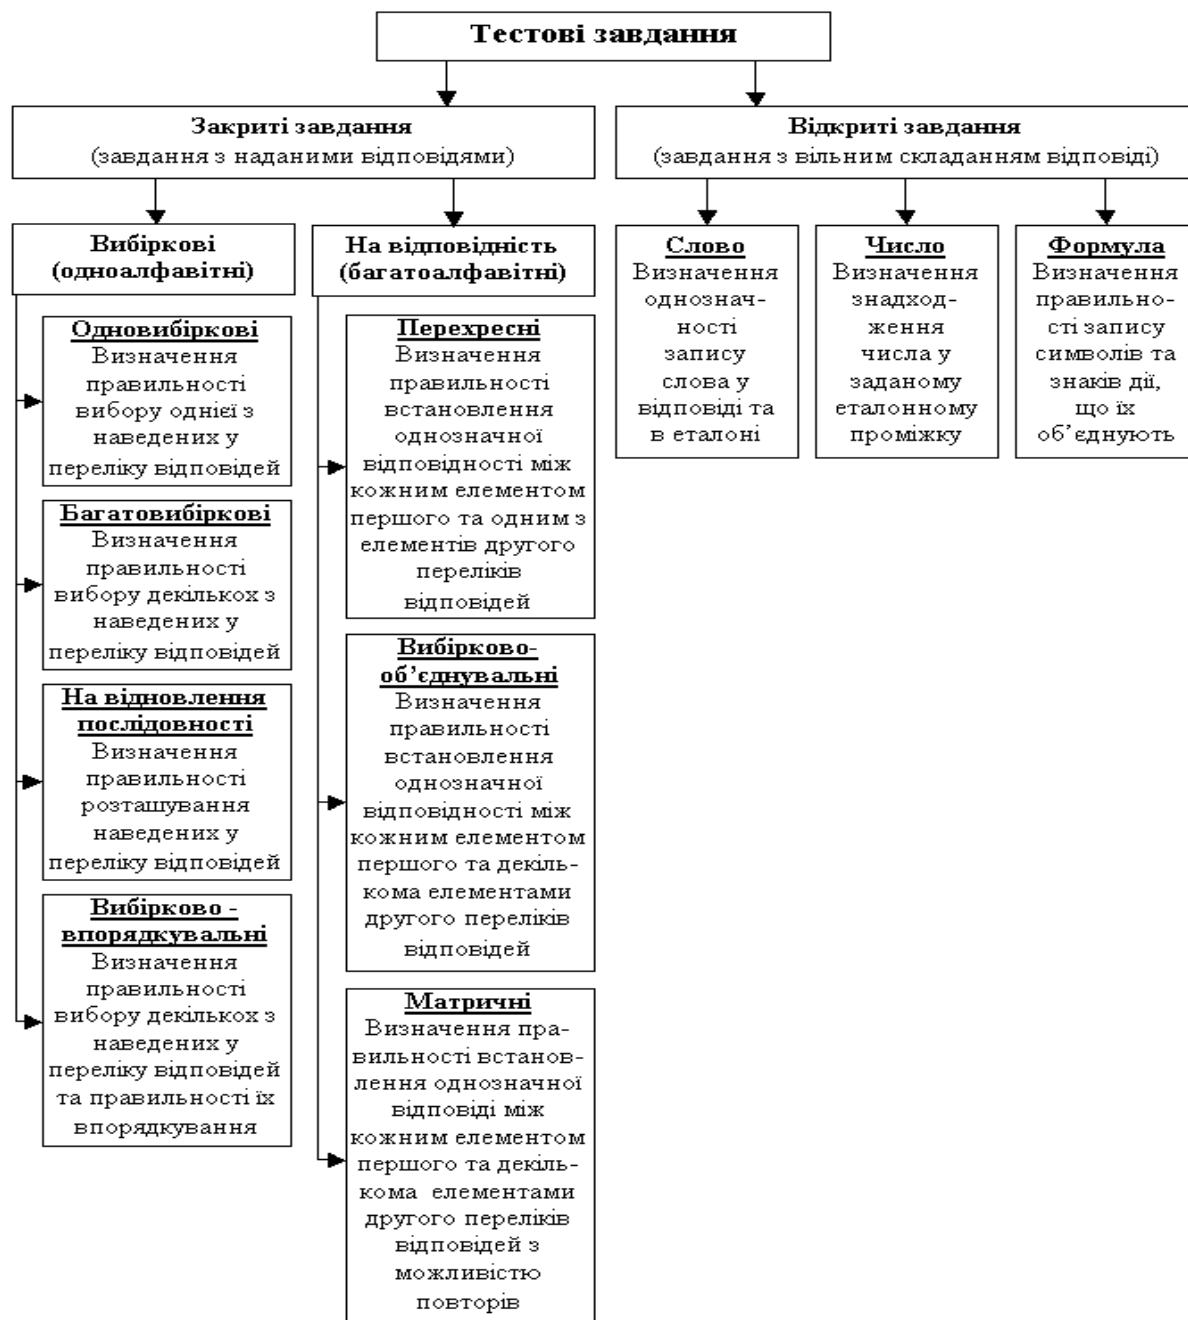 Тестові завдання
Закриті завдання
(завдання з наданими відповідями)
Відкриті завдання
(завдання з вільним складанням відповіді)
Вибіркові
(одноалфавітні)
На відповідність
(багатоалфавітні)
Слово
Визначення
однознач-
ності
запису
слова у
відповіді та
в еталоні
Число
Визначення
знадход-
ження
числа у
заданому
еталонному
проміжку
Формула
Визначення
правильно-
сті запису
символів та
знаків дії,
що їх
об’єднують
Одновибіркові
Визначення
правильності
вибору однієї з
наведених у
переліку відповідей
Багатовибіркові
Визначення
правильності
вибору декількох з
наведених у
переліку відповідей
На відновлення
послідовності
Визначення
правильності
розташування
наведених у
переліку відповідей
Вибірково -
впорядкувальні
Визначення
правильності
вибору декількох з
наведених у
переліку відповідей
та правильності їх
впорядкування
Перехресні
Визначення
правильності
встановлення
однозначної
відповідності між
кожним елементом
першого та одним з
елементів другого
переліків
відповідей
Вибірково-
об’єднувальні
Визначення
правильності
встановлення
однозначної
відповідності між
кожним елементом
першого та декіль-
кома елементами
другого переліків
відповідей
Матричні
Визначення пра-
вильності встанов-
лення однозначної
відповіді між
кожним елементом
першого та декіль-
кома елементами
другого переліків
відповідей з
можливістю
повторів